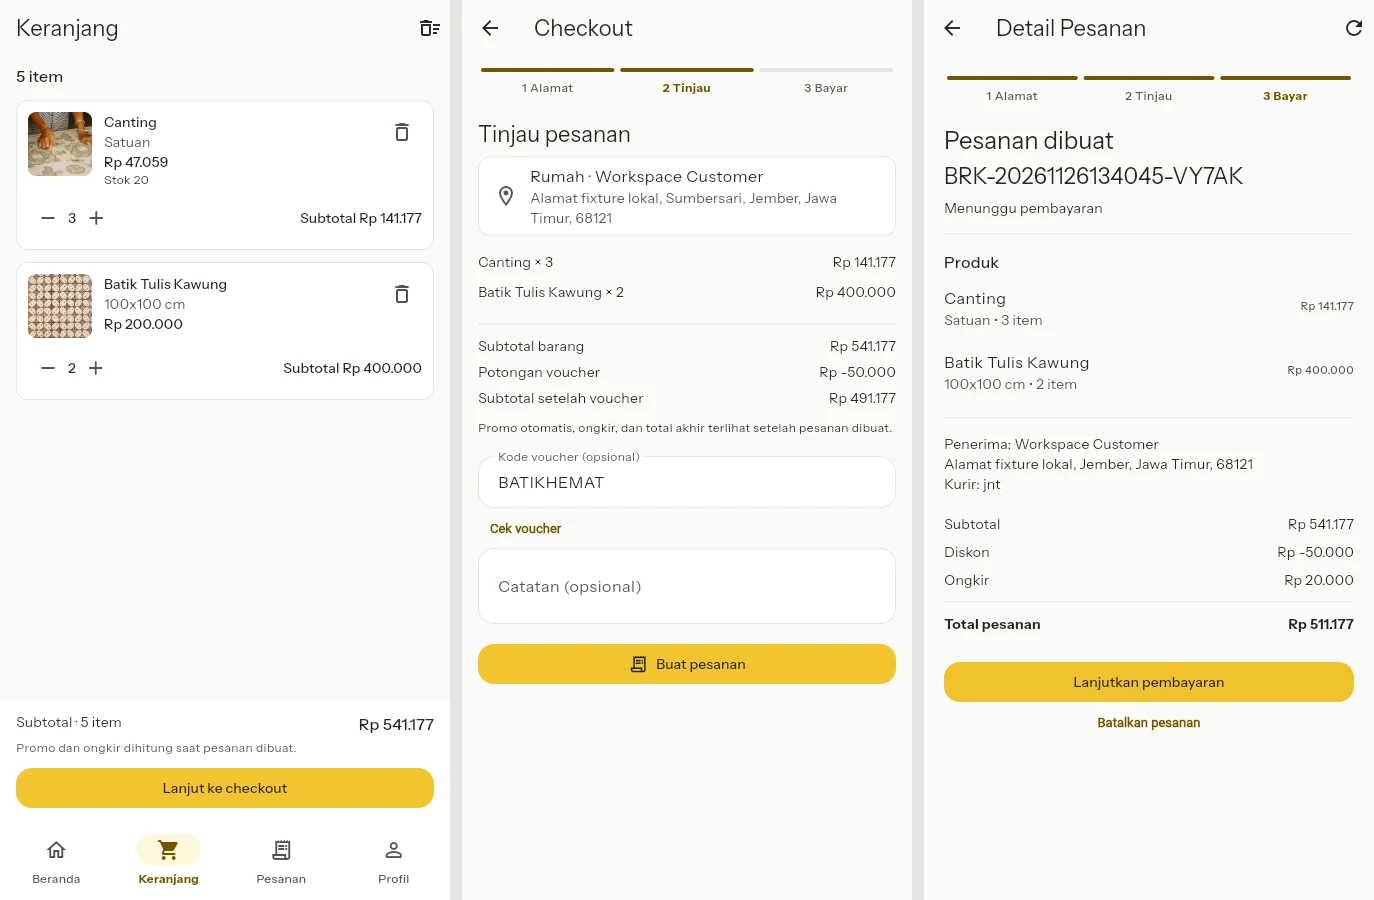 Keranjang
5 item
Canting
Satuan
Rp 47.059
Stok 20
3
Subtotal Rp 141.177
Batik Tulis Kawung
100x100 cm
Rp 200.000
2
Subtotal Rp 400.000
Subtotal · 5 item
Rp 541.177
Promo dan ongkir dihitung saat pesanan dibuat.
Lanjut ke checkout
Beranda
Keranjang
Pesanan
Profil
Checkout
1 Alamat
2 Tinjau
3 Bayar
Tinjau pesanan
Rumah · Workspace Customer
Alamat fixture lokal, Sumbersari, Jember, Jawa
Timur, 68121
Canting × 3
Rp 141.177
Batik Tulis Kawung × 2
Rp 400.000
Subtotal barang
Rp 541.177
Potongan voucher
Rp -50.000
Subtotal setelah voucher
Rp 491.177
Promo otomatis, ongkir, dan total akhir terlihat setelah pesanan dibuat.
Kode voucher (opsional)
BATIKHEMAT
Cek voucher
Catatan (opsional)
Buat pesanan
Detail Pesanan
1 Alamat
2 Tinjau
3 Bayar
Pesanan dibuat
BRK-20261126134045-VY7AK
Menunggu pembayaran
Produk
Canting
Satuan • 3 item
Rp 141.177
Batik Tulis Kawung
100x100 cm • 2 item
Rp 400.000
Penerima: Workspace Customer
Alamat fixture lokal, Jember, Jawa Timur, 68121
Kurir: jnt
Subtotal
Rp 541.177
Diskon
Rp -50.000
Ongkir
Rp 20.000
Total pesanan
Rp 511.177
Lanjutkan pembayaran
Batalkan pesanan